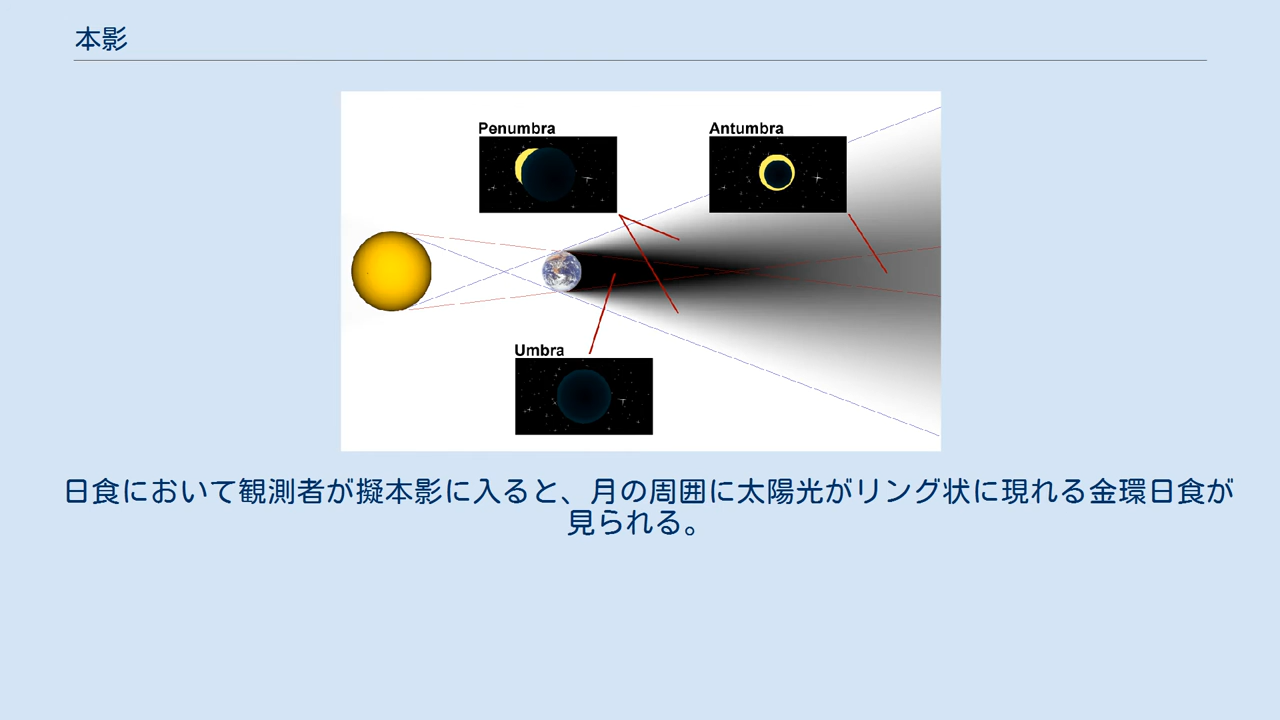 本影
Penumbra
Antumbra
Umbra
日食において観測者が擬本影に入ると、月の周囲に太陽光がリング状に現れる金環日食が
見られる。